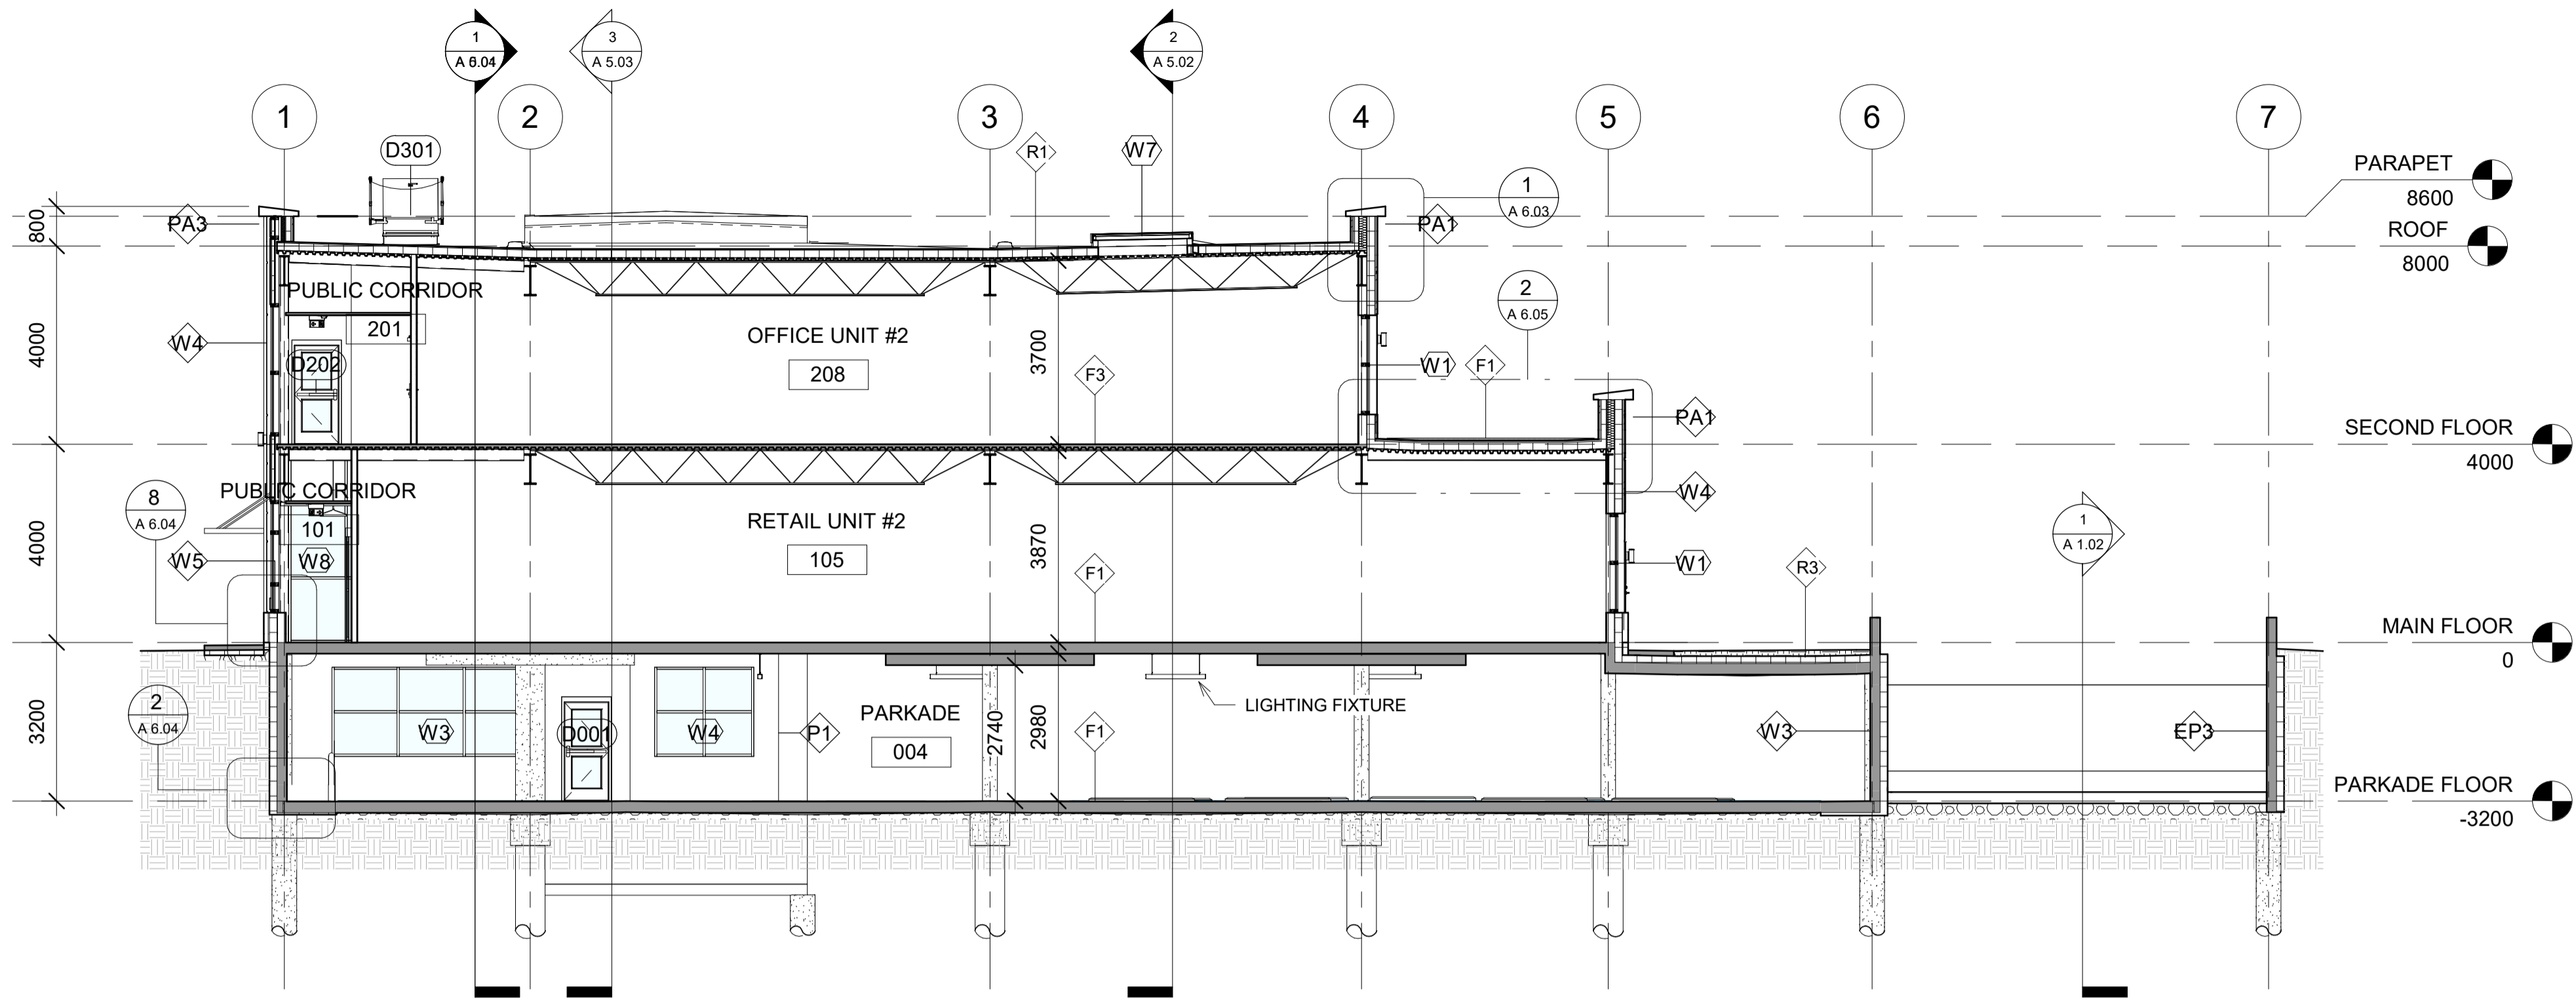 1
A 6.04
3
A 5.03
2
A 5.02
1
2
3
4
5
6
7
D301
R1
W7
1
A 6.03
PARAPET
8600
800
PA3
PA1
ROOF
8000
PUBLIC CORRIDOR
201
2
A 6.05
4000
W4
OFFICE UNIT #2
3700
D202
208
F3
W1
F1
PA1
SECOND FLOOR
4000
PUBLIC CORRIDOR
8
A 6.04
W4
4000
101
RETAIL UNIT #2
3870
1
A 1.02
W5
W8
105
F1
W1
R3
MAIN FLOOR
0
2
A 6.04
LIGHTING FIXTURE
3200
PARKADE
W3
D001
W4
P1
004
2740
2980
F1
W3
EP3
PARKADE FLOOR
-3200